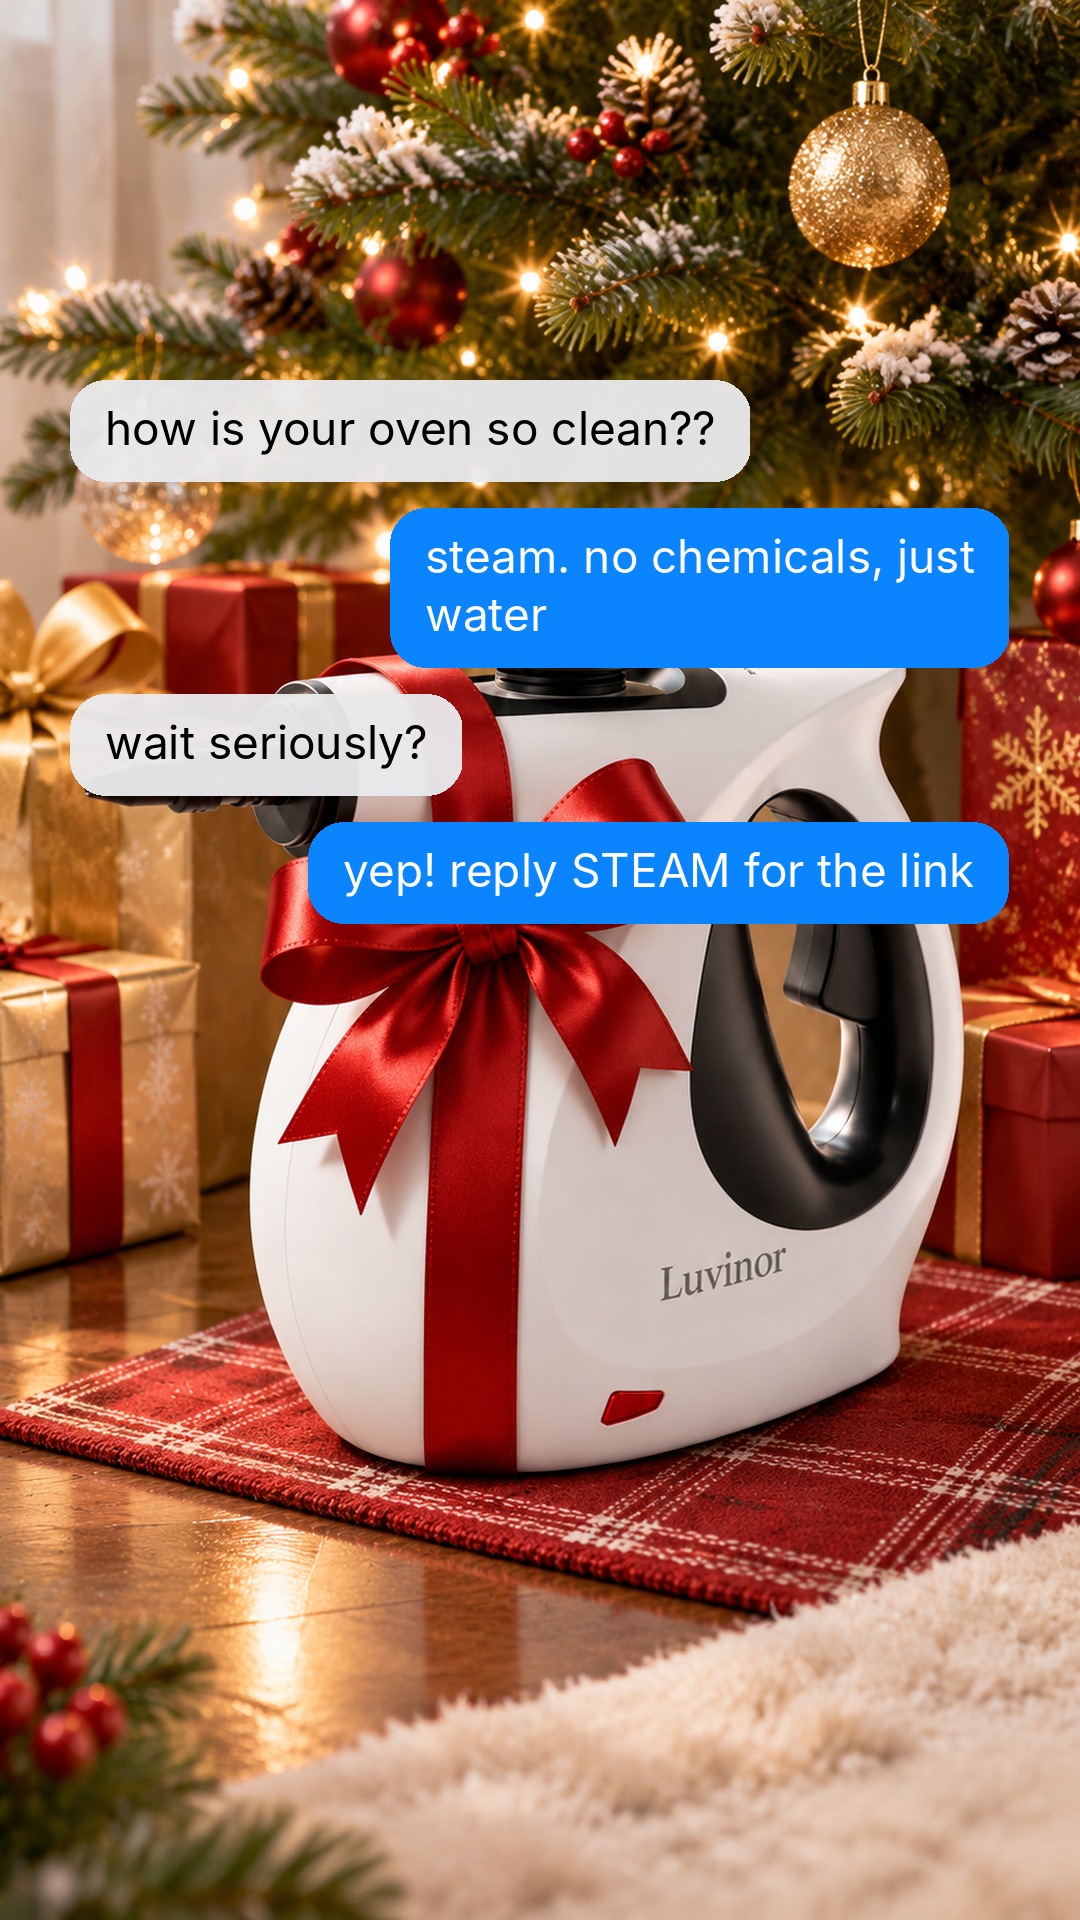 how is your oven so clean??
steam. no chemicals, just
water
wait seriously?
yep! reply STEAM for the link
Luvinor